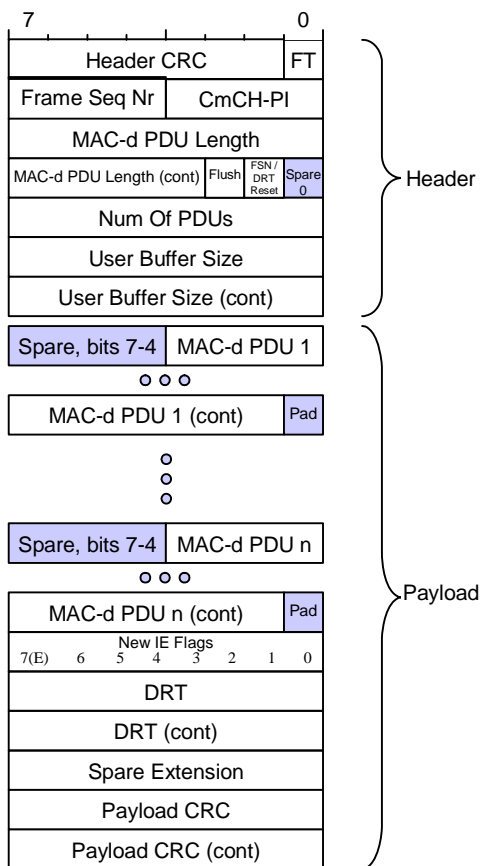 7 0
Header CRC FT
Frame Seq Nr CmCH-PI
MAC-d PDU Length
MAC-d PDU Length (cont) Flush FSN / DRT Reset Spare 0
Num Of PDUs
User Buffer Size
User Buffer Size (cont)
Header
Spare, bits 7-4 MAC-d PDU 1
MAC-d PDU 1 (cont) Pad
Spare, bits 7-4 MAC-d PDU n
MAC-d PDU n (cont) Pad
New IE Flags
7(E) 6 5 4 3 2 1 0
DRT
DRT (cont)
Spare Extension
Payload CRC
Payload CRC (cont)
Payload